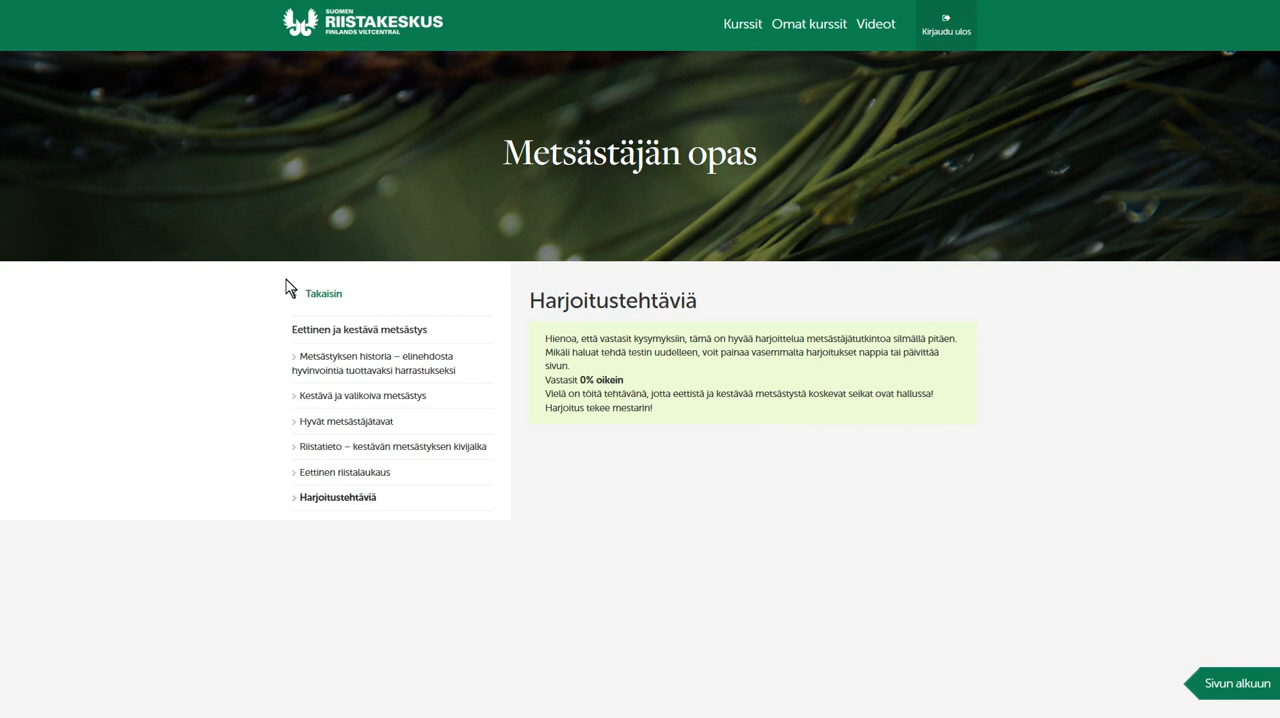 SUOMEN
RIISTAKESKUS
FINLANDS VILTCENTRAL
Kurssit Omat kurssit Videot
Kirjaudu ulos
Metsästäjän opas
Takaisin
Eettinen ja kestävä metsästys
Metsästyksen historia – elinehdosta
hyvinvointia tuottavaksi harrastukseksi
Kestävä ja valikoiva metsästys
Hyvät metsästäjätavat
Riistatieto – kestävän metsästyksen kivijalka
Eettinen riistalaukaus
Harjoitustehtäviä
Harjoitustehtäviä
Hienoa, että vastasit kysymyksiin, tämä on hyvää harjoittelua metsästäjätutkintoa silmällä pitäen.
Mikäli haluat tehdä testin uudelleen, voit painaa vasemmalta harjoitukset nappia tai päivittää
sivun.
Vastasit 0% oikein
Vielä on töitä tehtävänä, jotta eettistä ja kestävää metsästystä koskevat seikat ovat hallussa!
Harjoitus tekee mestarin!
Sivun alkuun